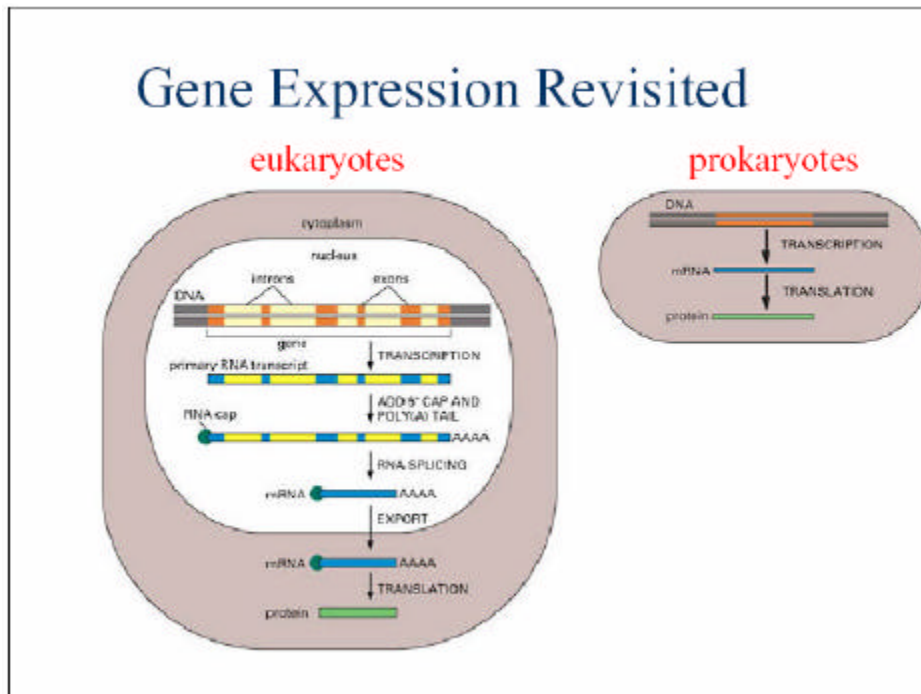 Gene Expression Revisited
eukaryotes
cytoplasm
nucleus
introns
exons
DNA
gene
TRANSCRIPTION
primary RNA transcript
ADD 5' CAP AND
POLY(A) TAIL
RNA cap
AAAA
RNA SPLICING
mRNA
AAAA
EXPORT
mRNA
AAAA
TRANSLATION
protein
prokaryotes
DNA
TRANSCRIPTION
mRNA
TRANSLATION
protein